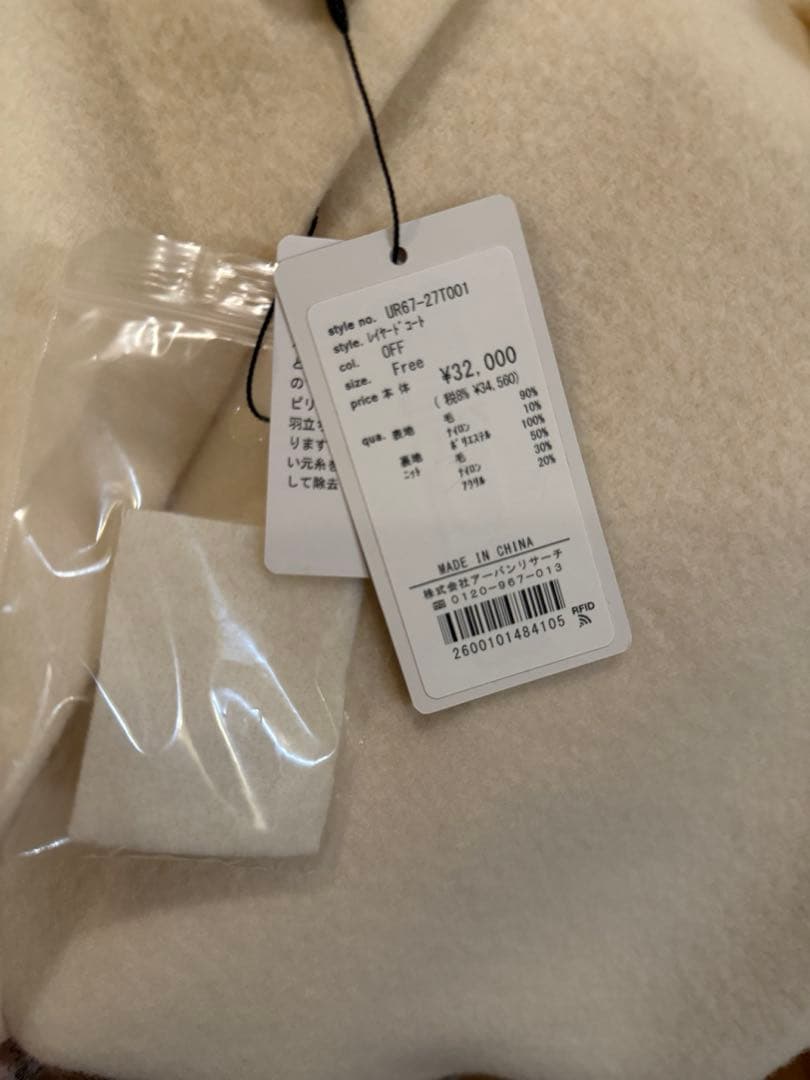 style no. UR67-27T001
style. ﾚｲﾔｰﾄﾞｺｰﾄ
col. OFF
size. Free
price 本 体 ¥32,000
( 税8% ¥34,560)
qua. 表地 毛 90%
ﾅｲﾛﾝ 10%
裏地 ﾎﾟﾘｴｽﾃﾙ 100%
ﾆｯﾄ 毛 50%
ﾅｲﾛﾝ 30%
ｱｸﾘﾙ 20%
MADE IN CHINA
株式会社アーバンリサーチ
0120-967-013
2600101484105
RFID
と
の
ピリ
羽立ち
ります
い元糸を
して除去